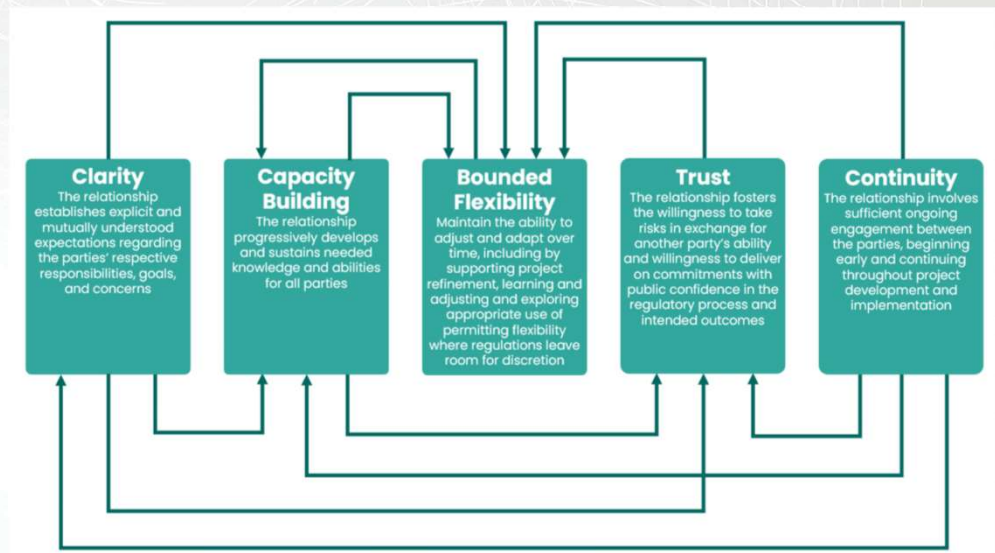 Clarity
The relationship
establishes explicit and
mutually understood
expectations regarding
the parties' respective
responsibilities, goals,
and concerns
Capacity
Building
The relationship
progressively develops
and sustains needed
knowledge and abilities
for all parties
Bounded
Flexibility
Maintain the ability to
adjust and adapt over
time, including by
supporting project
refinement, learning and
adjusting and exploring
appropriate use of
permitting flexibility
where regulations leave
room for discretion
Trust
The relationship fosters
the willingness to take
risks in exchange for
another party's ability
and willingness to deliver
on commitments with
public confidence in the
regulatory process and
intended outcomes
Continuity
The relationship involves
sufficient ongoing
engagement between
the parties, beginning
early and continuing
throughout project
development and
implementation